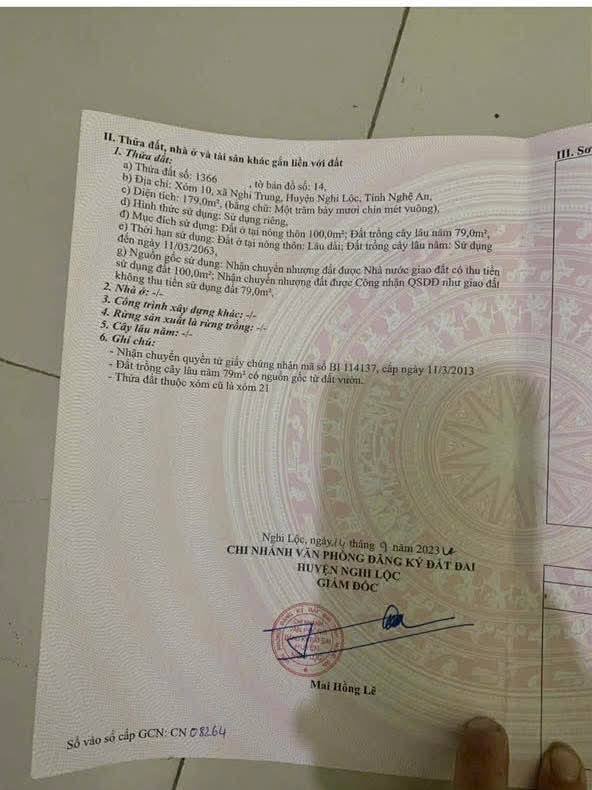 II. Thửa đất, nhà ở và tài sản khác gắn liền với đất
1. Thửa đất:
a) Thửa đất số: 1366 , tờ bản đồ số: 14,
b) Địa chỉ: Xóm 10, xã Nghi Trung, Huyện Nghi Lộc, Tỉnh Nghệ An,
c) Diện tích: 179,0m², (bằng chữ: Một trăm bảy mươi chín mét vuông),
d) Hình thức sử dụng: Sử dụng riêng,
đ) Mục đích sử dụng: Đất ở tại nông thôn 100,0m²; Đất trồng cây lâu năm 79,0m²,
e) Thời hạn sử dụng: Đất ở tại nông thôn: Lâu dài; Đất trồng cây lâu năm: Sử dụng
đến ngày 11/03/2063,
g) Nguồn gốc sử dụng: Nhận chuyển nhượng đất được Nhà nước giao đất có thu tiền
sử dụng đất 100,0m²; Nhận chuyển nhượng đất được Công nhận QSDĐ như giao đất
không thu tiền sử dụng đất 79,0m²,
2. Nhà ở: -/-
3. Công trình xây dựng khác: -/-
4. Rừng sản xuất là rừng trồng: -/-
5. Cây lâu năm: -/-
6. Ghi chú:
- Nhận chuyển quyền từ giấy chứng nhận mã số BI 114137, cấp ngày 11/3/2013
- Đất trồng cây lâu năm 79m² có nguồn gốc từ đất vườn.
- Thửa đất thuộc xóm cũ là xóm 21
III. Sơ
Nghi Lộc, ngày 14 tháng 9 năm 2023
CHI NHÁNH VĂN PHÒNG ĐĂNG KÝ ĐẤT ĐAI
HUYỆN NGHI LỘC
GIÁM ĐỐC
Mai Hồng Lê
Số vào sổ cấp GCN: CN 08264